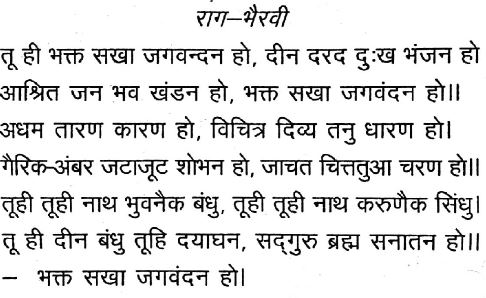 राग–भैरवी
तू ही भक्त सखा जगवन्दन हो, दीन दरद दुःख भंजन हो
आश्रित जन भव खंडन हो, भक्त सखा जगवंदन हो॥
अधम तारण कारण हो, विचित्र दिव्य तनु धारण हो।
गैरिक-अंबर जटाजूट शोभन हो, जाचत चित्ततुआ चरण हो॥
तूही तूही नाथ भुवनैक बंधु, तूही तूही नाथ करुणैक सिंधु।
तू ही दीन बंधु तूहि दयाघन, सद्‌गुरु ब्रह्म सनातन हो॥
– भक्त सखा जगवंदन हो।